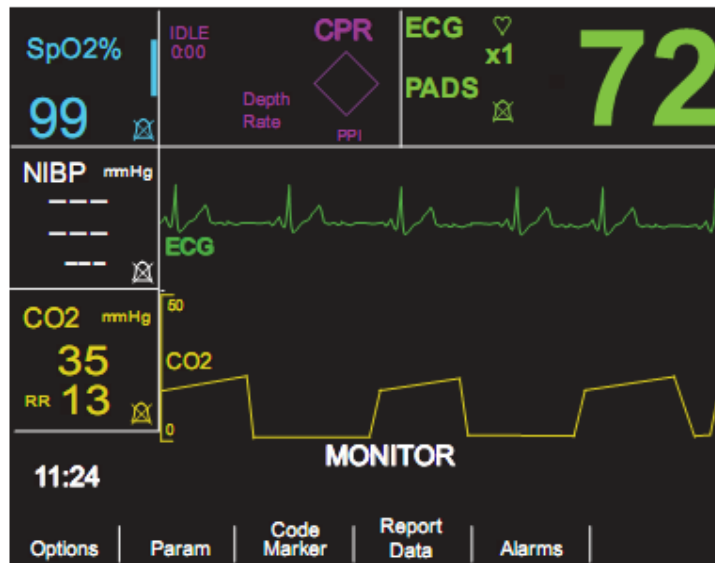 SpO2%
99
IDLE
0:00
CPR
Depth
Rate
PPI
ECG
x1
PADS
72
NIBP mmHg
---
---
---
ECG
CO2 mmHg
35
RR 13
50
CO2
0
MONITOR
11:24
Options
Param
Code
Marker
Report
Data
Alarms